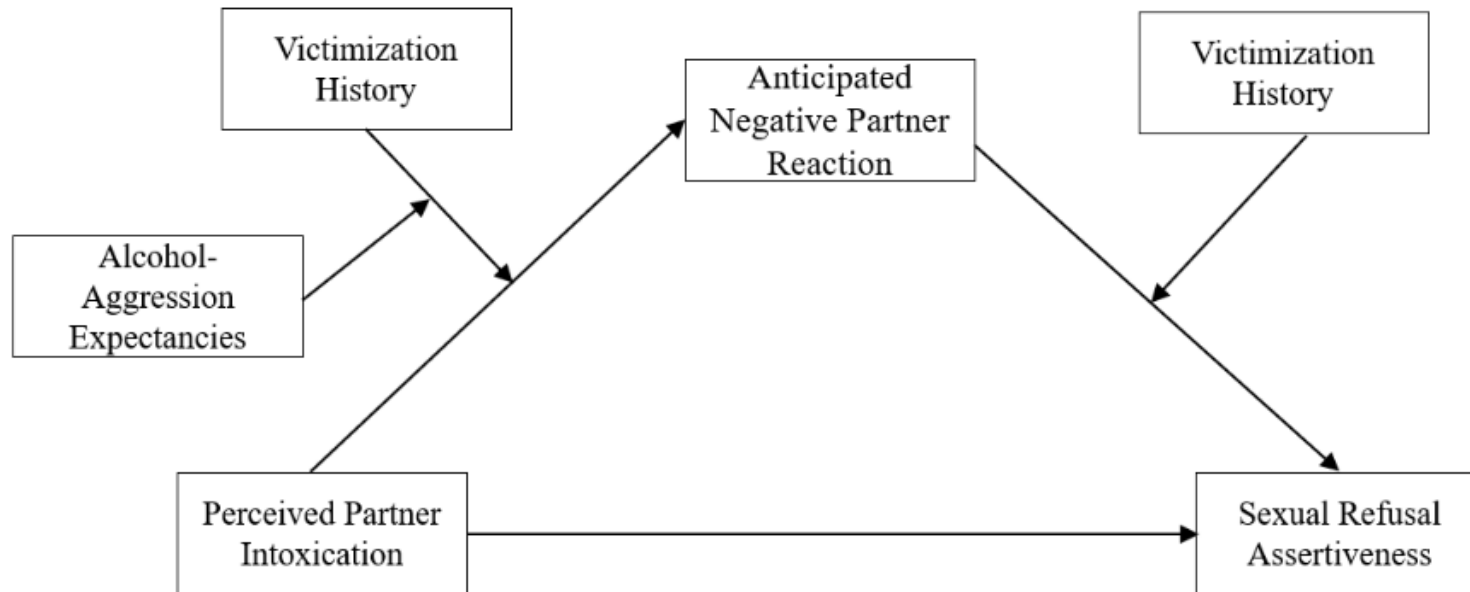 Victimization
History
Victimization
History
Anticipated
Negative Partner
Reaction
Alcohol-
Aggression
Expectancies
Perceived Partner
Intoxication
Sexual Refusal
Assertiveness